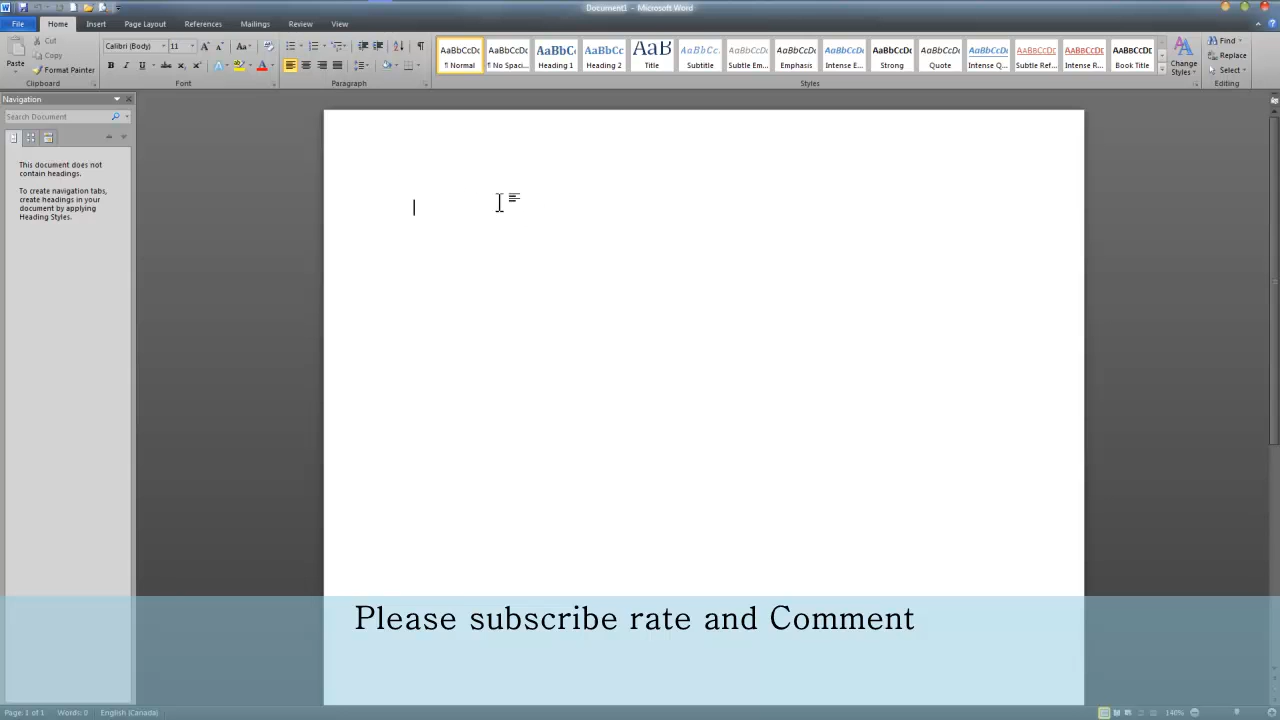 Document1 - Microsoft Word
File Home Insert Page Layout References Mailings Review View
Paste
Cut
Copy
Format Painter
Clipboard
Calibri (Body) 11
Font
Paragraph
AaBbCcDc AaBbCcDc AaBbC AaBbCc AaB AaBbCc. AaBbCcDc AaBbCcDc AaBbCcDc AaBbCcDc AaBbCcDc AaBbCcDc AABBCCDC AABBCCDC AaBbCcDc
¶ Normal ¶ No Spaci... Heading 1 Heading 2 Title Subtitle Subtle Em... Emphasis Intense E... Strong Quote Intense Q... Subtle Ref... Intense R... Book Title
Styles
Change
Styles
Find
Replace
Select
Editing
Navigation
Search Document
This document does not
contain headings.
To create navigation tabs,
create headings in your
document by applying
Heading Styles.
Please subscribe rate and Comment
Page: 1 of 1 Words: 0 English (Canada) 140%